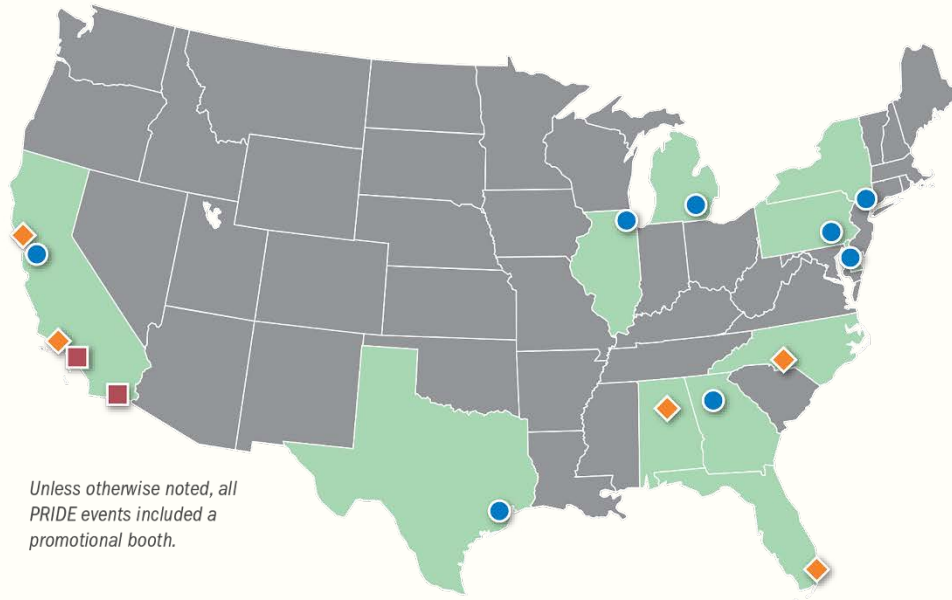 Unless otherwise noted, all
PRIDE events included a
promotional booth.